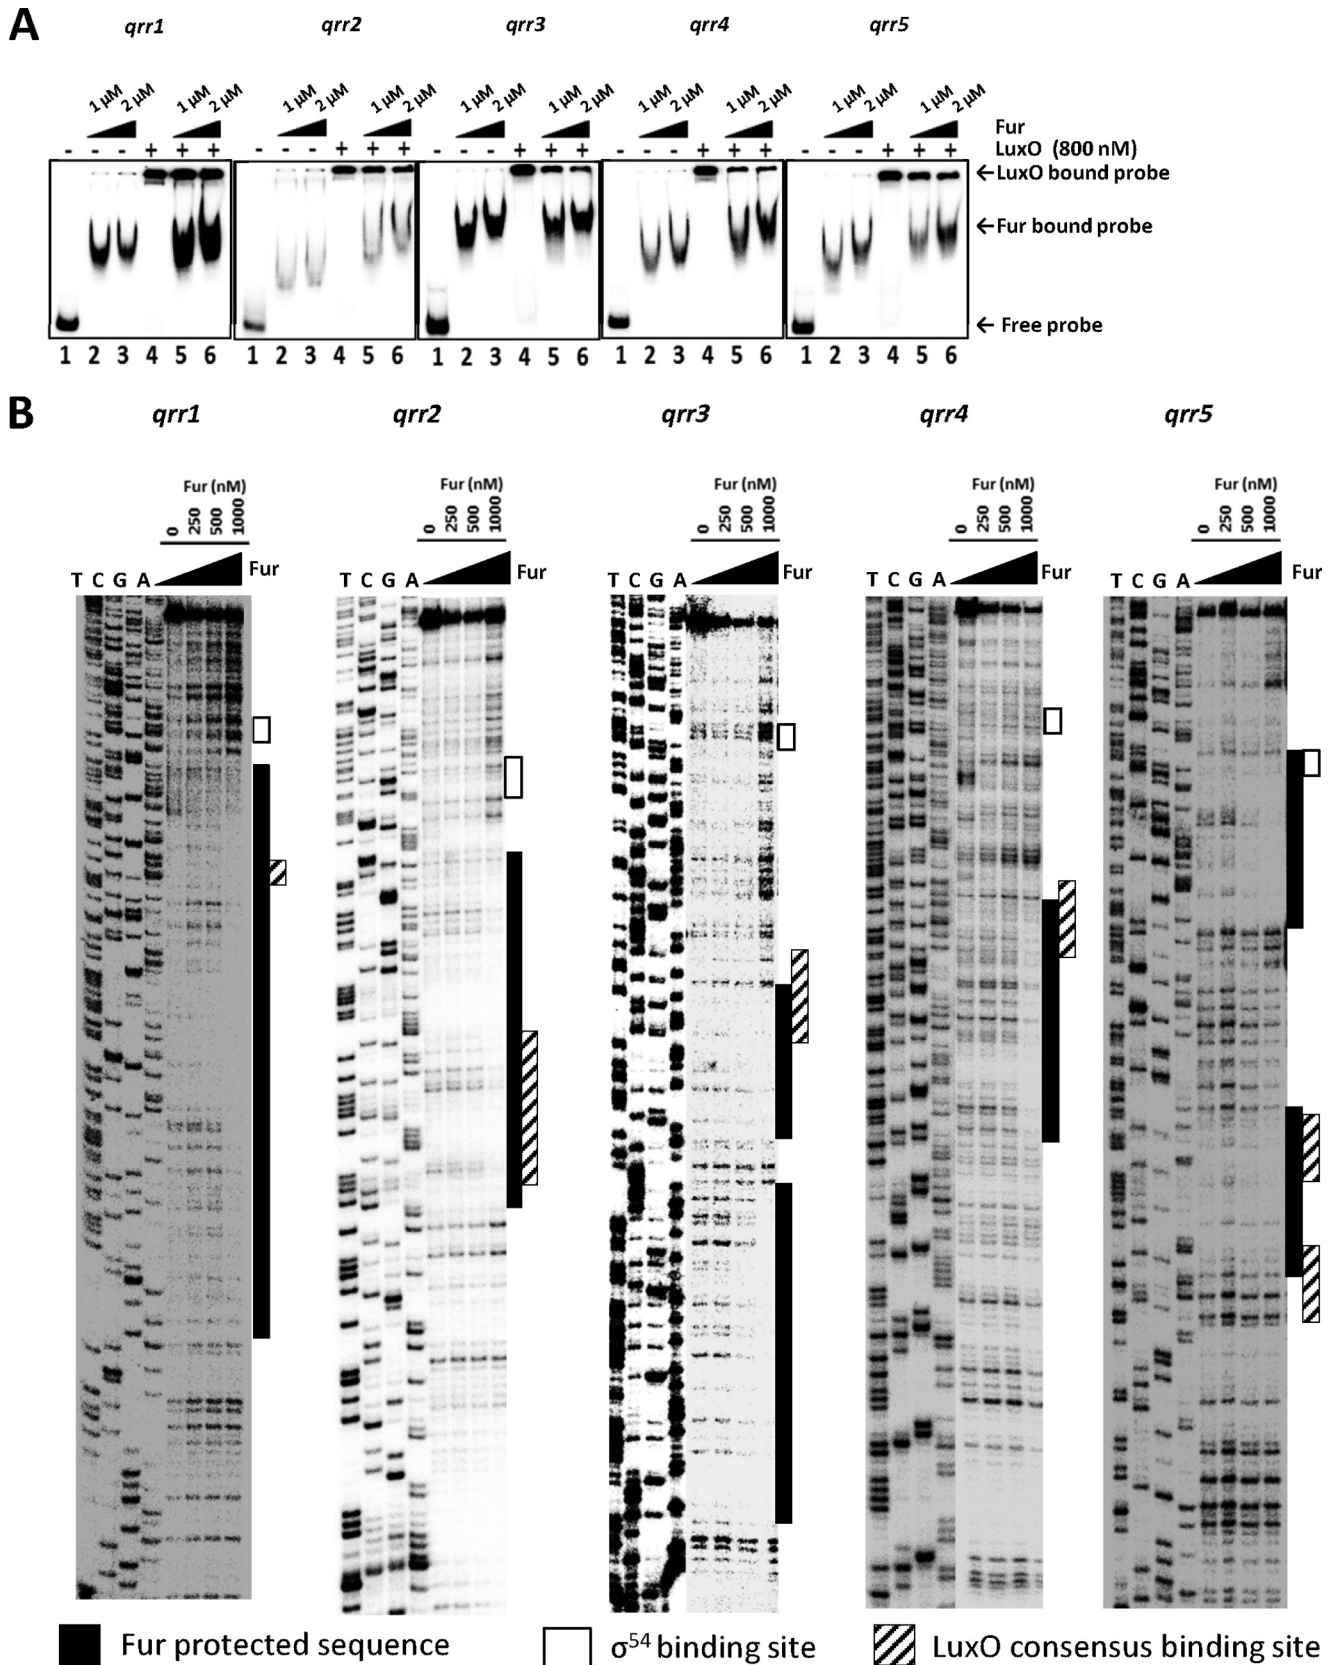 A
qrr1 qrr2 qrr3 qrr4 qrr5
1 µM 2 µM 1 µM 2 µM 1 µM 2 µM 1 µM 2 µM 1 µM 2 µM 1 µM 2 µM 1 µM 2 µM 1 µM 2 µM 1 µM 2 µM 1 µM 2 µM
Fur
- - - + + + - - - + + + - - - + + + - - - + + + - - - + + + LuxO (800 nM)
←LuxO bound probe
←Fur bound probe
← Free probe
1 2 3 4 5 6 1 2 3 4 5 6 1 2 3 4 5 6 1 2 3 4 5 6 1 2 3 4 5 6
B
qrr1 qrr2 qrr3 qrr4 qrr5
Fur (nM) Fur (nM) Fur (nM) Fur (nM) Fur (nM)
0 250 500 1000 0 250 500 1000 0 250 500 1000 0 250 500 1000 0 250 500 1000
T C G A Fur T C G A Fur T C G A Fur T C G A Fur T C G A Fur
Fur protected sequence σ⁵⁴ binding site LuxO consensus binding site